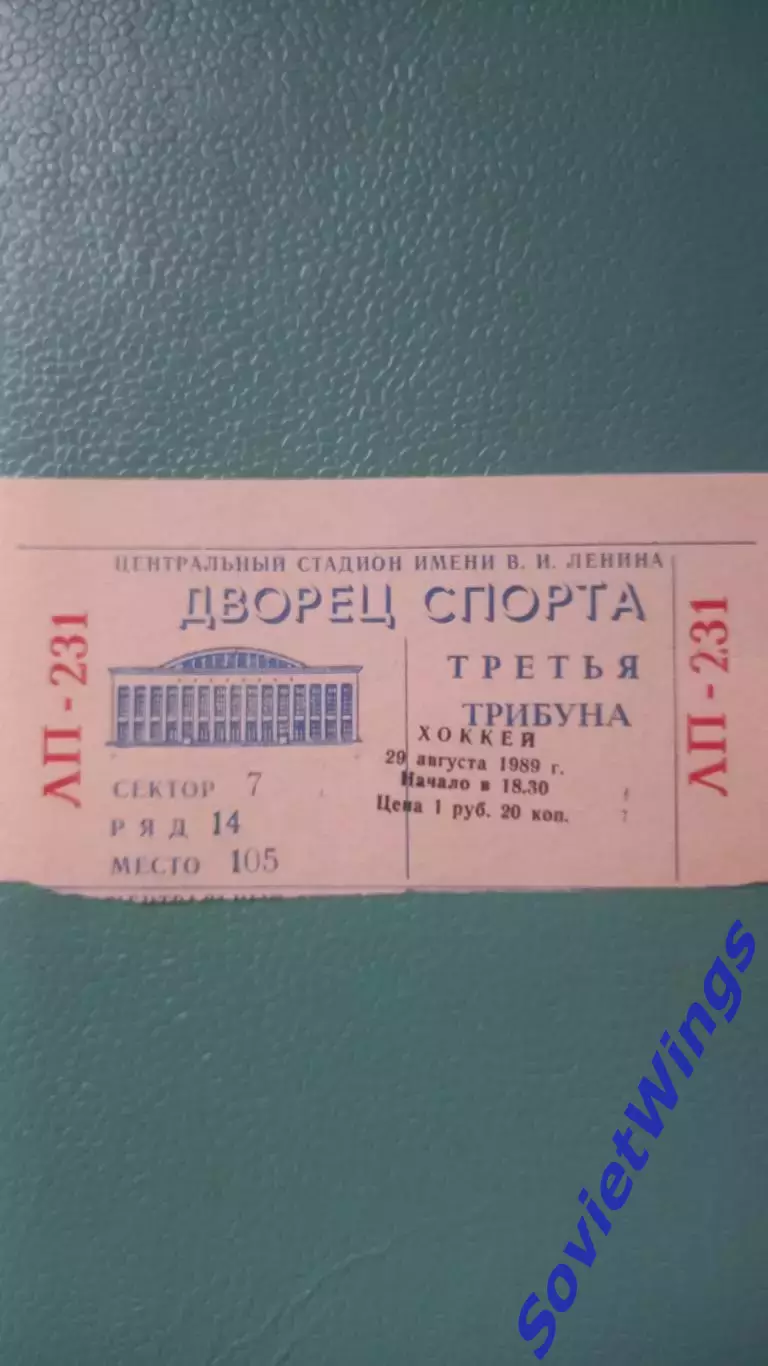 ЦЕНТРАЛЬНЫЙ СТАДИОН ИМЕНИ В. И. ЛЕНИНА
ДВОРЕЦ СПОРТА
ЛП - 231
ТРЕТЬЯ
ТРИБУНА
ХОККЕЙ
29 августа 1989 г.
Начало в 18.30
Цена 1 руб. 20 коп.
СЕКТОР 7
РЯД 14
МЕСТО 105
ЛП - 231
SovietWings